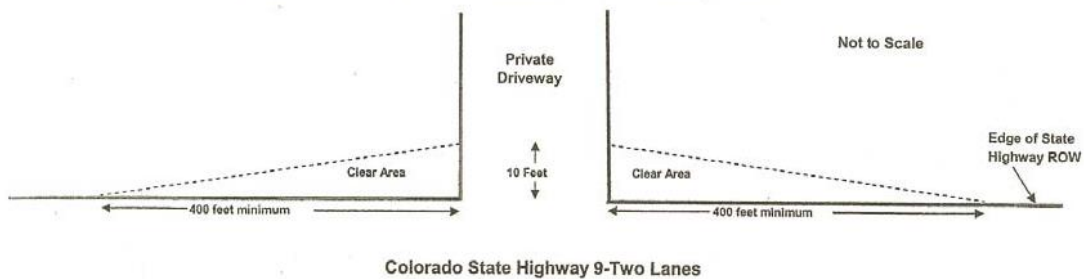 Private
Driveway
Not to Scale
Edge of State
Highway ROW
Clear Area
10 Feet
Clear Area
400 feet minimum
400 feet minimum
Colorado State Highway 9-Two Lanes